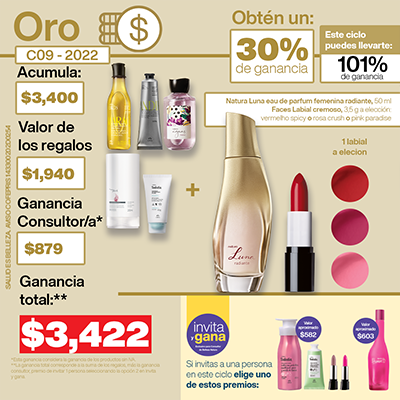 Oro
C09 - 2022
Acumula:
$3,400
Valor de
los regalos
$1,940
Ganancia
Consultor/a*
$879
Ganancia
total:**
$3,422
Obtén un:
30%
de ganancia
Este ciclo
puedes llevarte:
101%
de ganancia
Natura Luna eau de parfum femenina radiante, 50 ml
Faces Labial cremoso, 3,5 g a elección
vermelho spicy o rosa crush o pink paradise
1 labial
a elecion
natura
Luna
radiante
invita
y gana
Si invitas a una persona
en este ciclo elige uno
de estos premios:
Valor
aproximado
$582
Valor
aproximado
$603